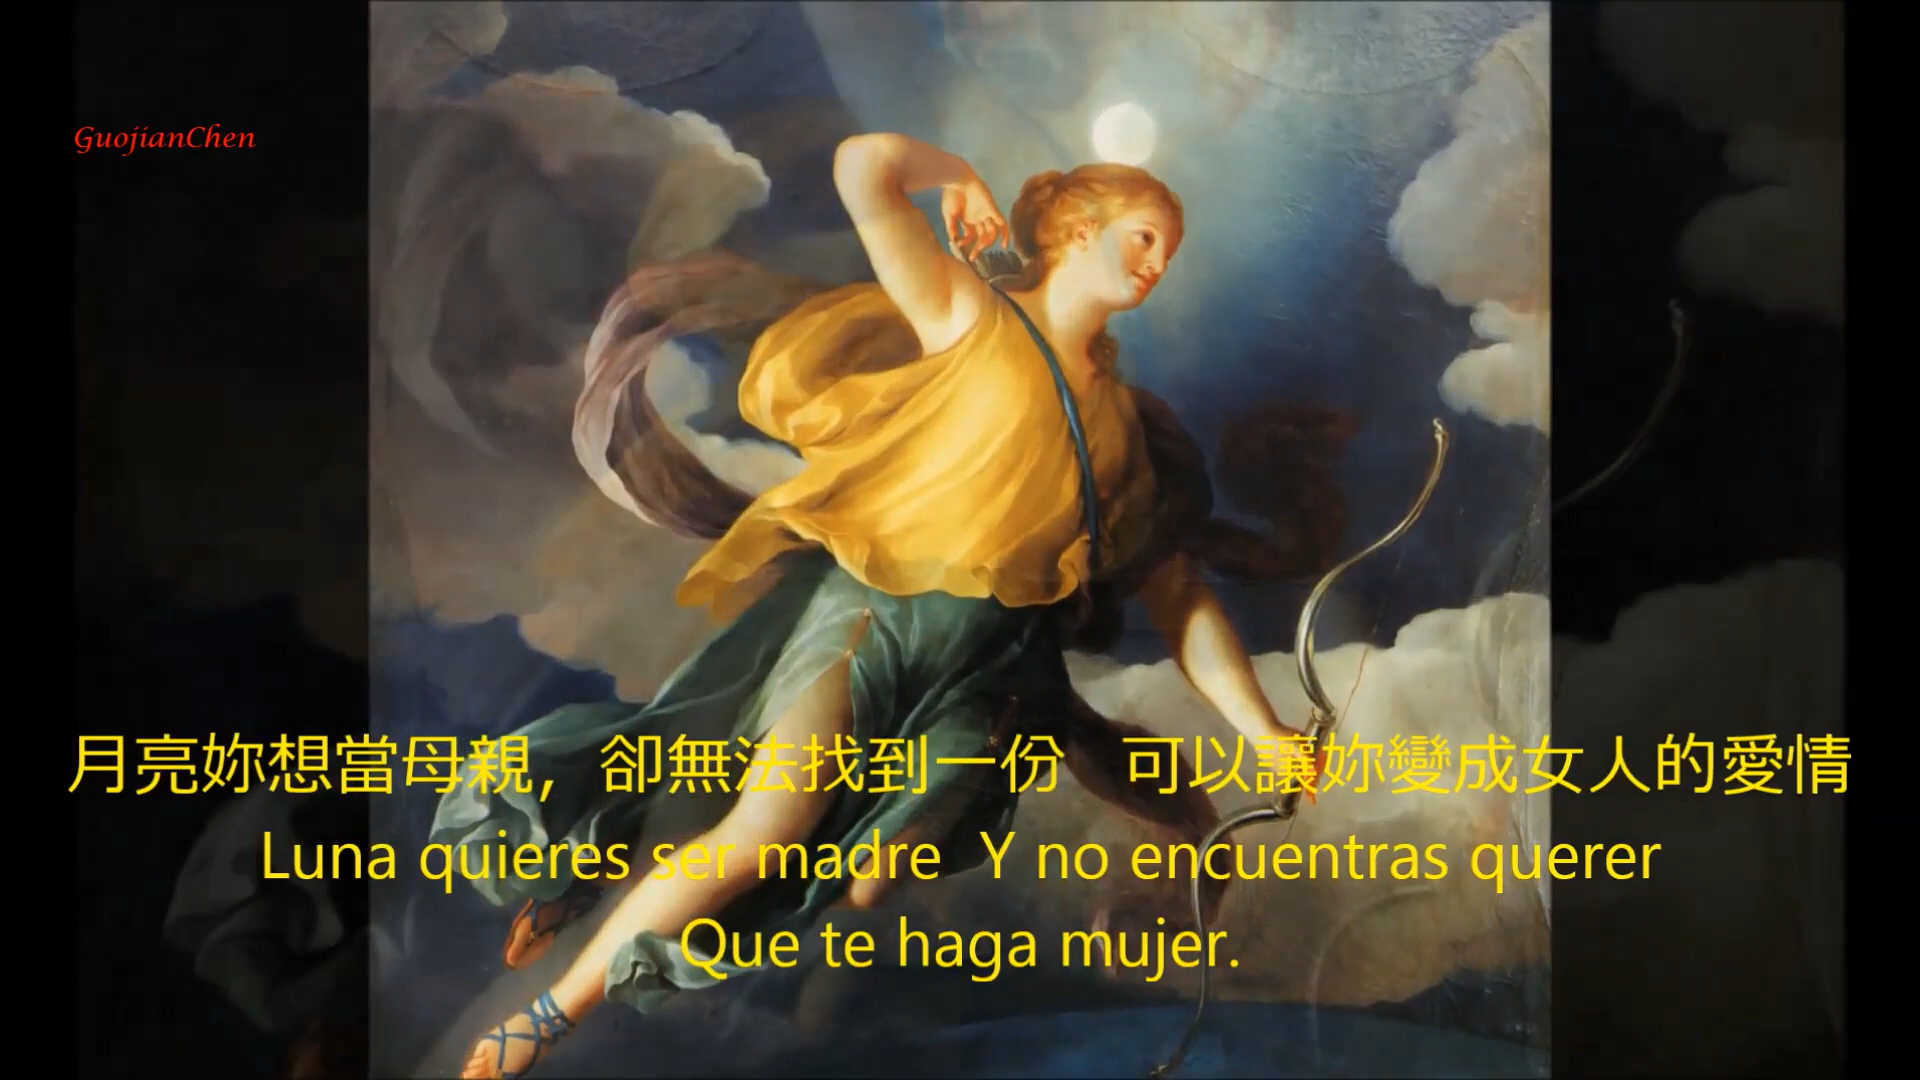 GuojianChen
月亮妳想當母親，卻無法找到一份　可以讓妳變成女人的愛情
Luna quieres ser madre  Y no encuentras querer
Que te haga mujer.